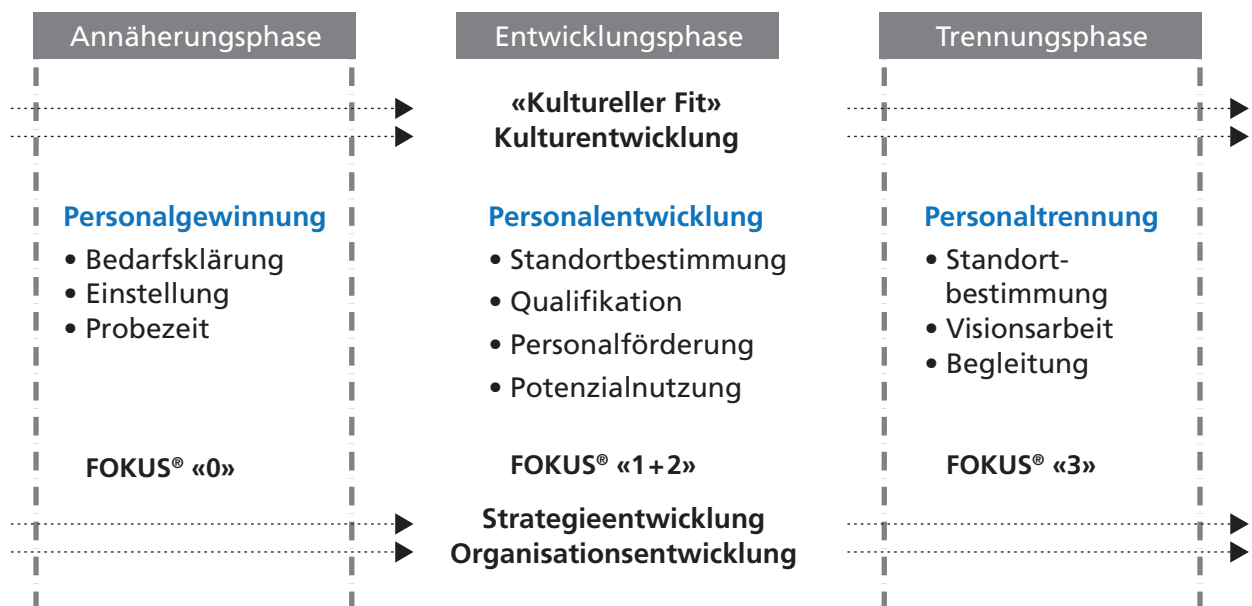 Annäherungsphase
Entwicklungsphase
Trennungsphase
«Kultureller Fit»
Kulturentwicklung
Personalgewinnung
• Bedarfsklärung
• Einstellung
• Probezeit
FOKUS® «0»
Personalentwicklung
• Standortbestimmung
• Qualifikation
• Personalförderung
• Potenzialnutzung
FOKUS® «1+2»
Personaltrennung
• Standort-
bestimmung
• Visionsarbeit
• Begleitung
FOKUS® «3»
Strategieentwicklung
Organisationsentwicklung